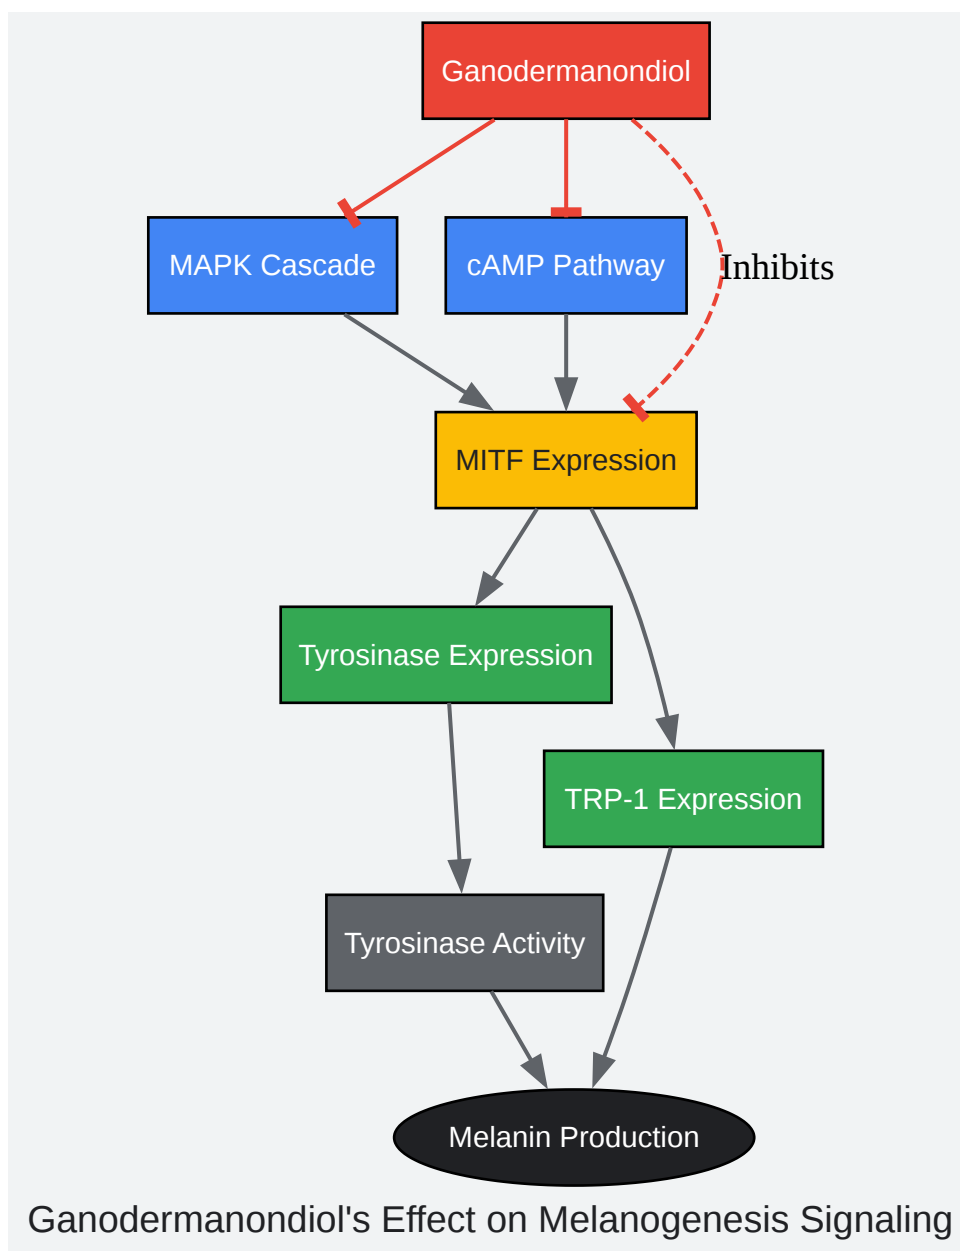 Ganodermanondiol
MAPK Cascade
cAMP Pathway
Inhibits
MITF Expression
Tyrosinase Expression
TRP-1 Expression
Tyrosinase Activity
Melanin Production
Ganodermanondiol's Effect on Melanogenesis Signaling